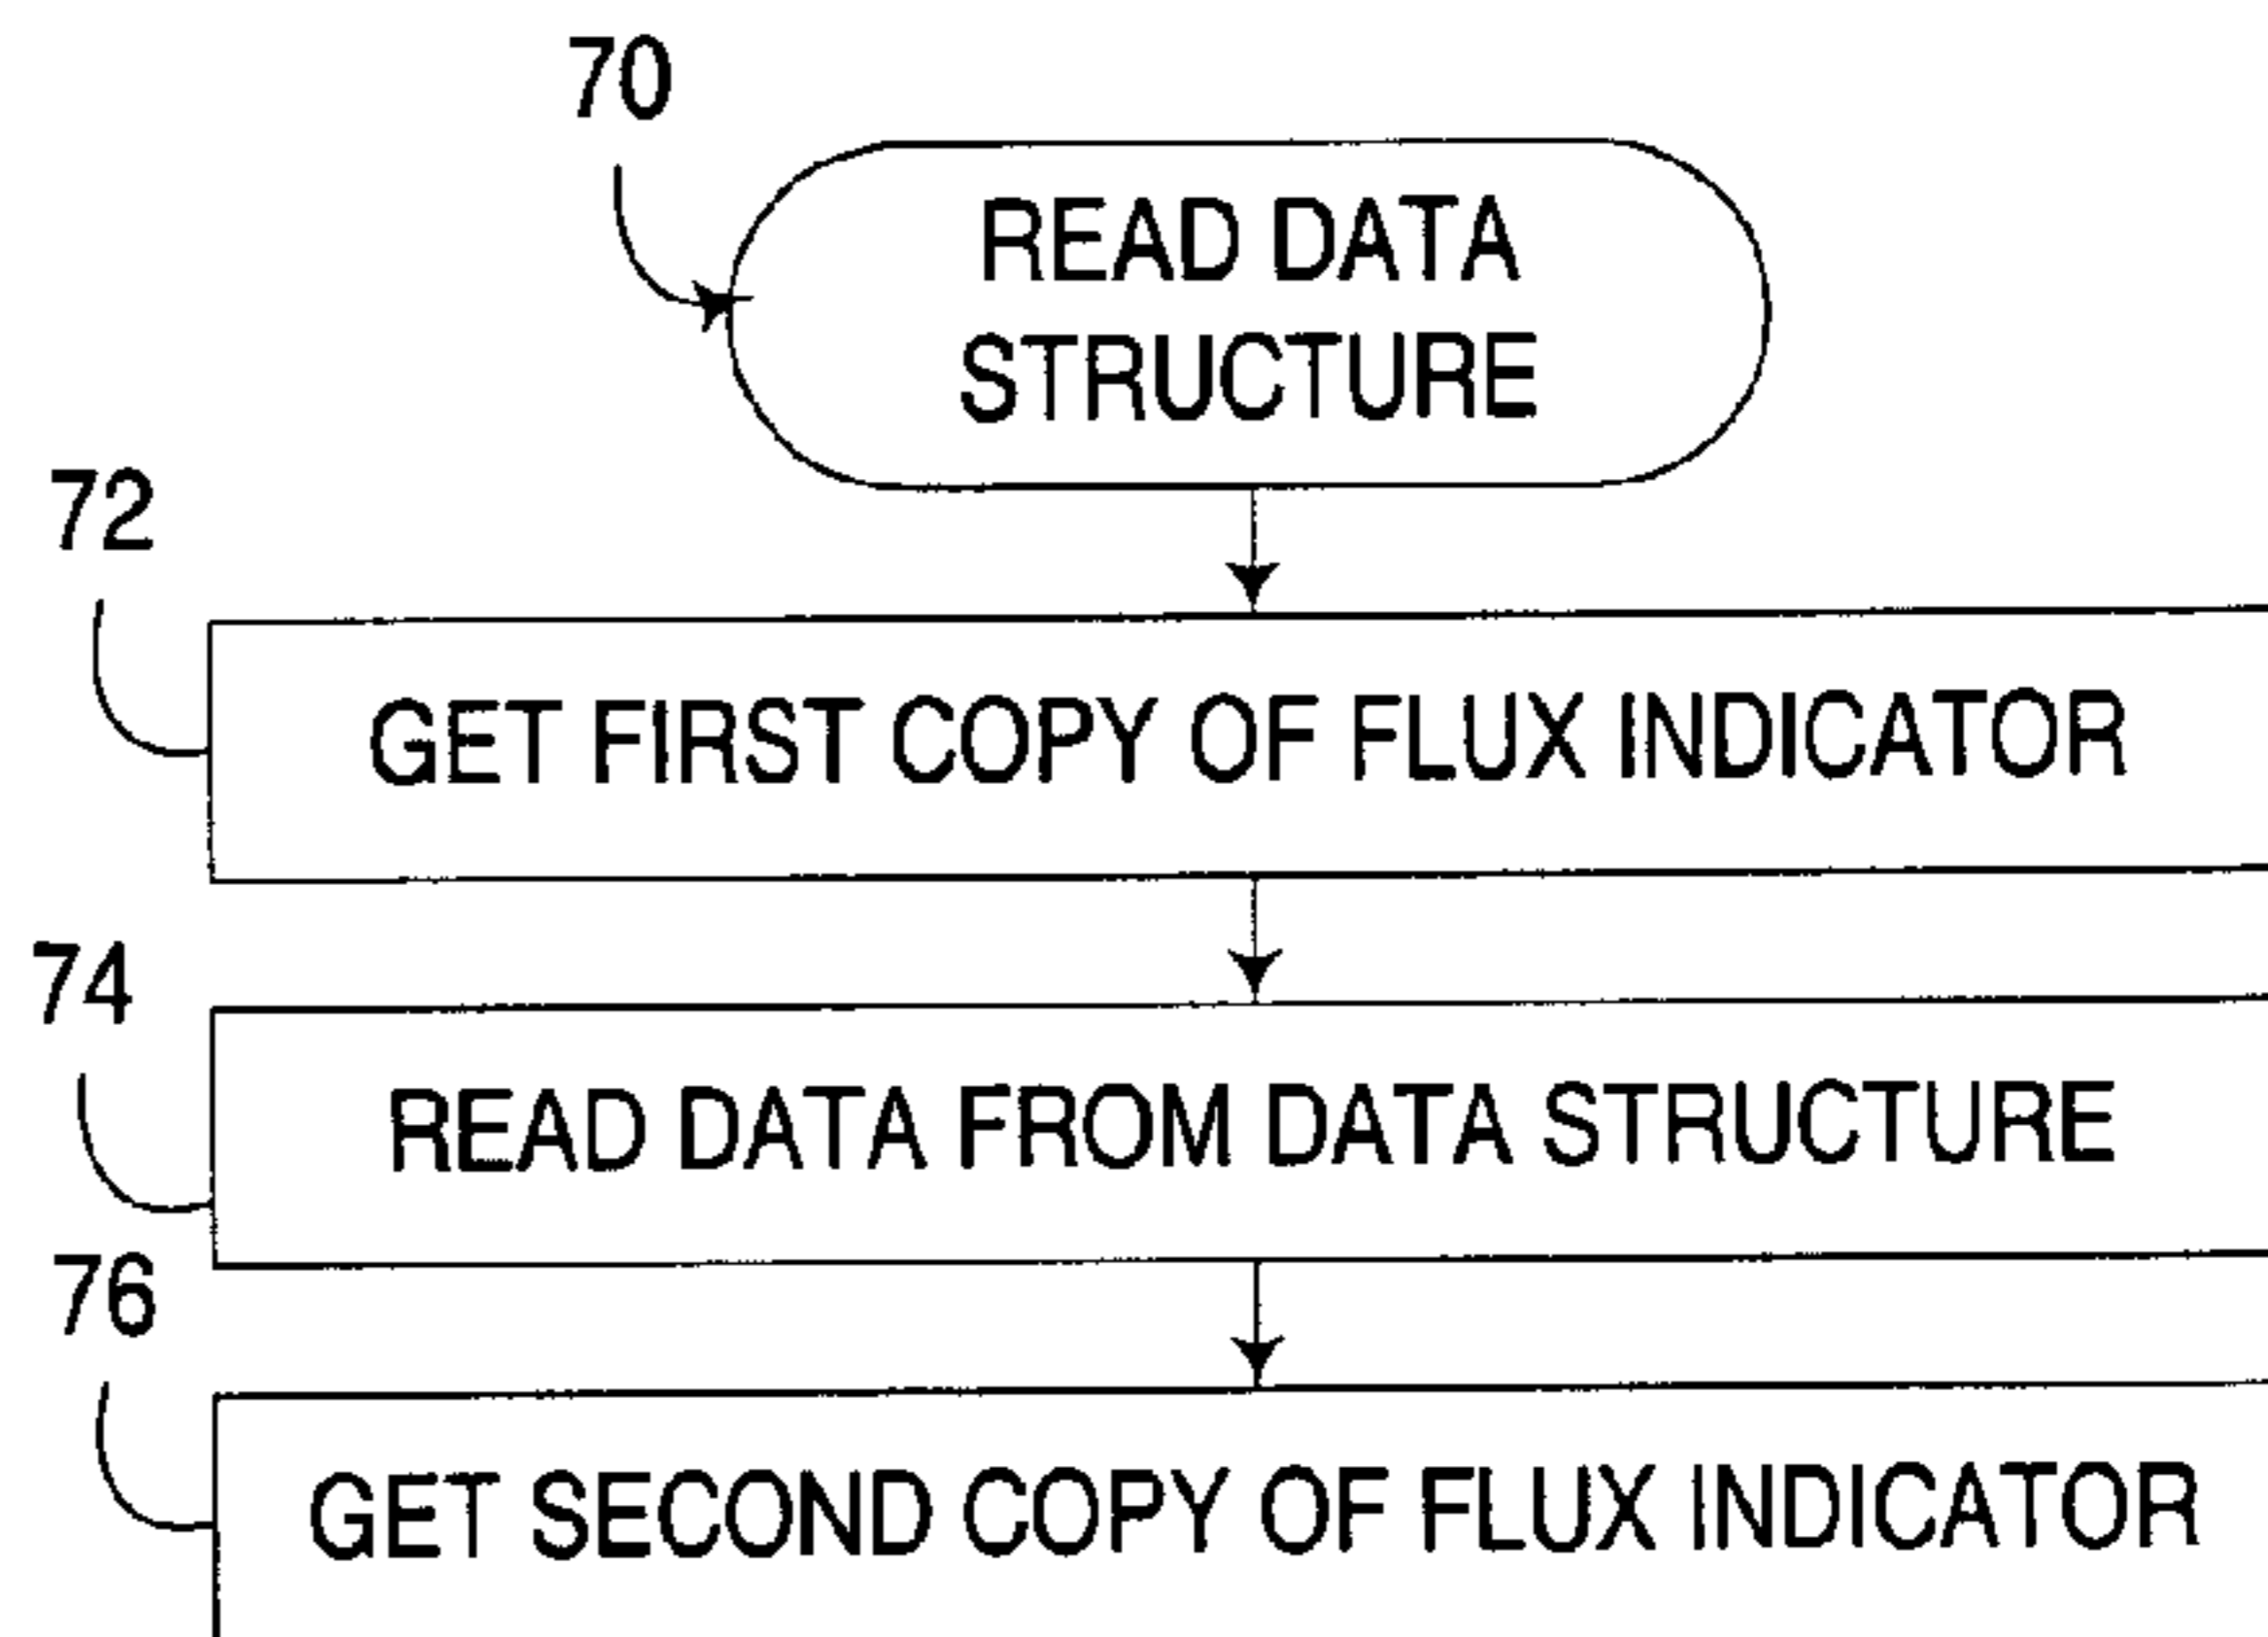 70
READ DATA
STRUCTURE
72
GET FIRST COPY OF FLUX INDICATOR
74
READ DATA FROM DATA STRUCTURE
76
GET SECOND COPY OF FLUX INDICATOR